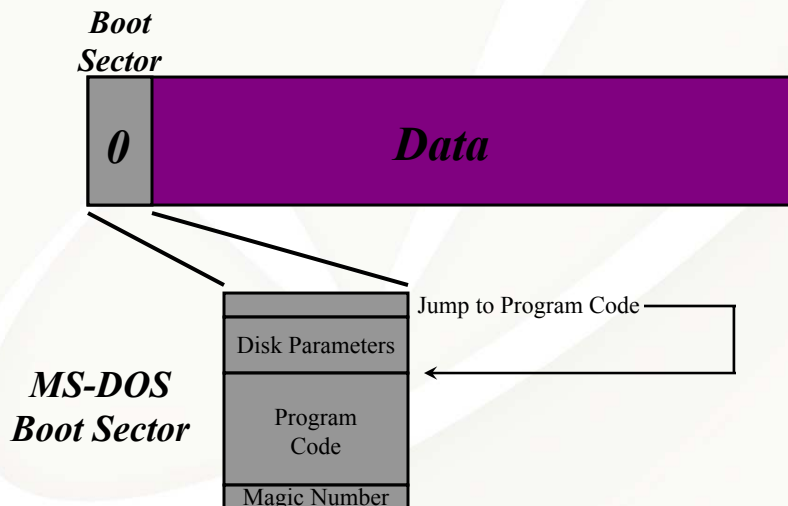 Boot
Sector
0
Data
Jump to Program Code
Disk Parameters
MS-DOS
Boot Sector
Program
Code
Magic Number